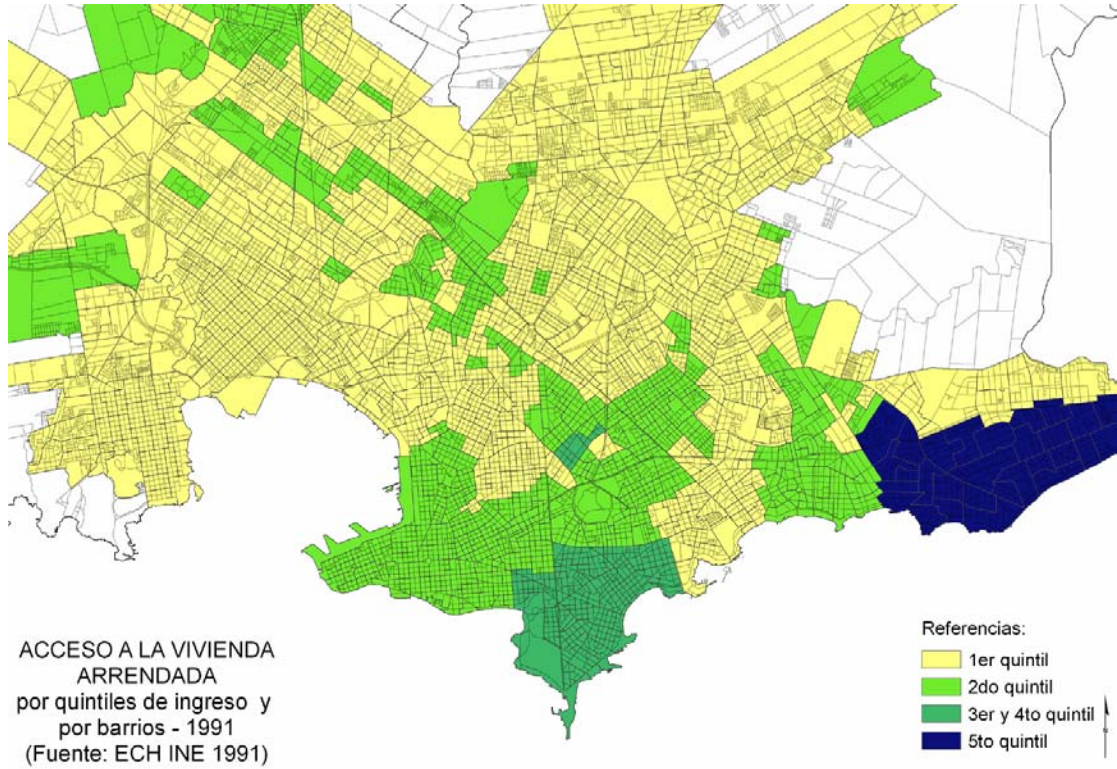 ACCESO A LA VIVIENDA
ARRENDADA
por quintiles de ingreso y
por barrios - 1991
(Fuente: ECH INE 1991)
Referencias:
1er quintil
2do quintil
3er y 4to quintil
5to quintil